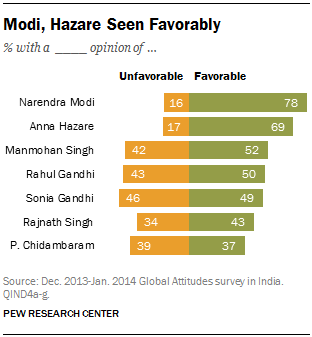 Modi, Hazare Seen Favorably
% with a ____ opinion of ...
Unfavorable Favorable
Narendra Modi 16 78
Anna Hazare 17 69
Manmohan Singh 42 52
Rahul Gandhi 43 50
Sonia Gandhi 46 49
Rajnath Singh 34 43
P. Chidambaram 39 37
Source: Dec. 2013-Jan. 2014 Global Attitudes survey in India.
QIND4a-g.
PEW RESEARCH CENTER